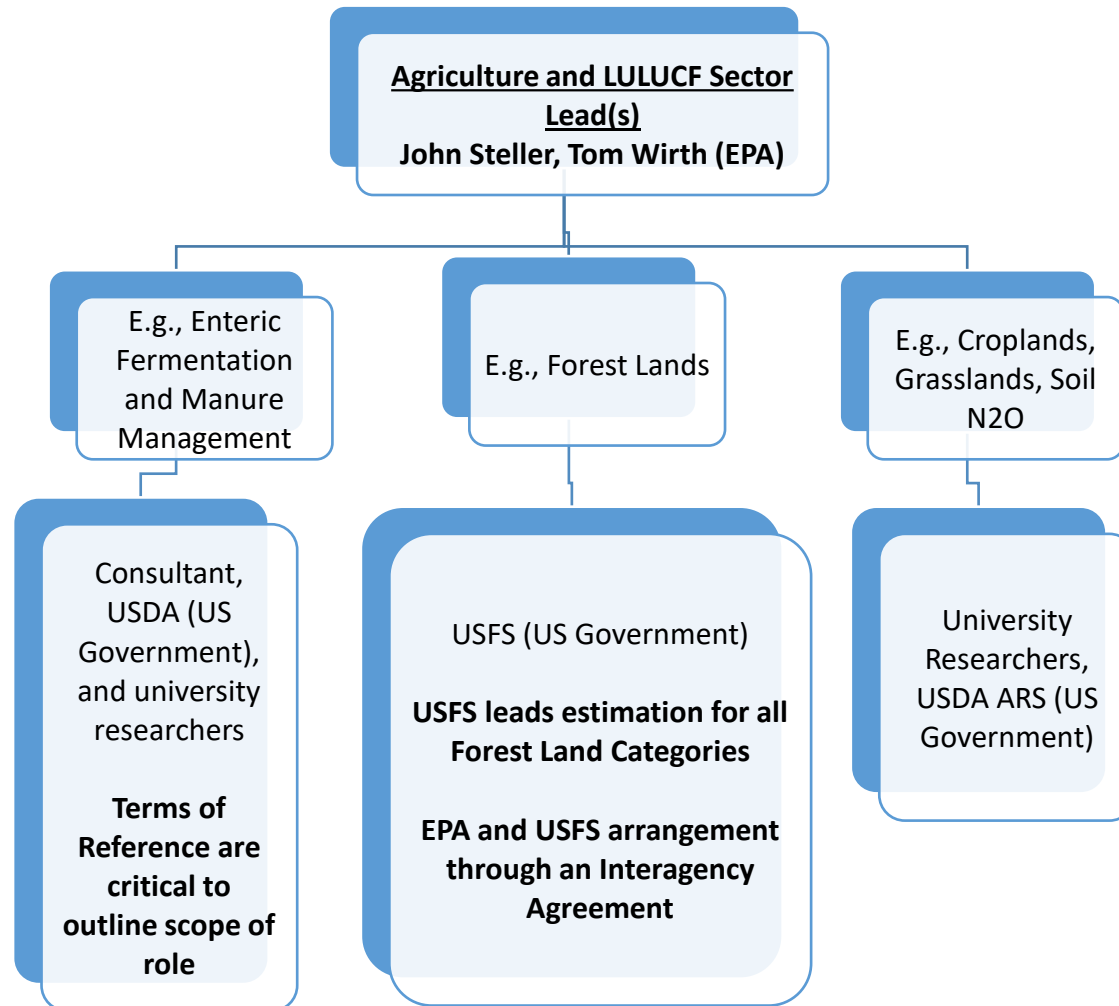 Agriculture and LULUCF Sector
Lead(s)
John Steller, Tom Wirth (EPA)
E.g., Enteric
Fermentation
and Manure
Management
E.g., Forest Lands
E.g., Croplands,
Grasslands, Soil
N2O
Consultant,
USDA (US
Government),
and university
researchers
Terms of
Reference are
critical to
outline scope of
role
USFS (US Government)
USFS leads estimation for all
Forest Land Categories
EPA and USFS arrangement
through an Interagency
Agreement
University
Researchers,
USDA ARS (US
Government)